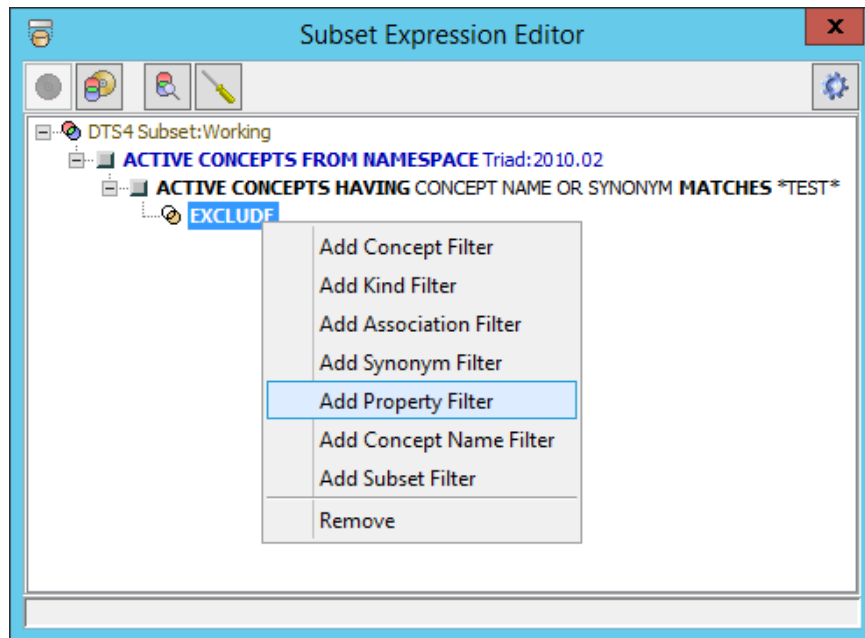 Subset Expression Editor
x
DTS4 Subset:Working
ACTIVE CONCEPTS FROM NAMESPACE Triad:2010.02
ACTIVE CONCEPTS HAVING CONCEPT NAME OR SYNONYM MATCHES *TEST*
EXCLUDE
Add Concept Filter
Add Kind Filter
Add Association Filter
Add Synonym Filter
Add Property Filter
Add Concept Name Filter
Add Subset Filter
Remove